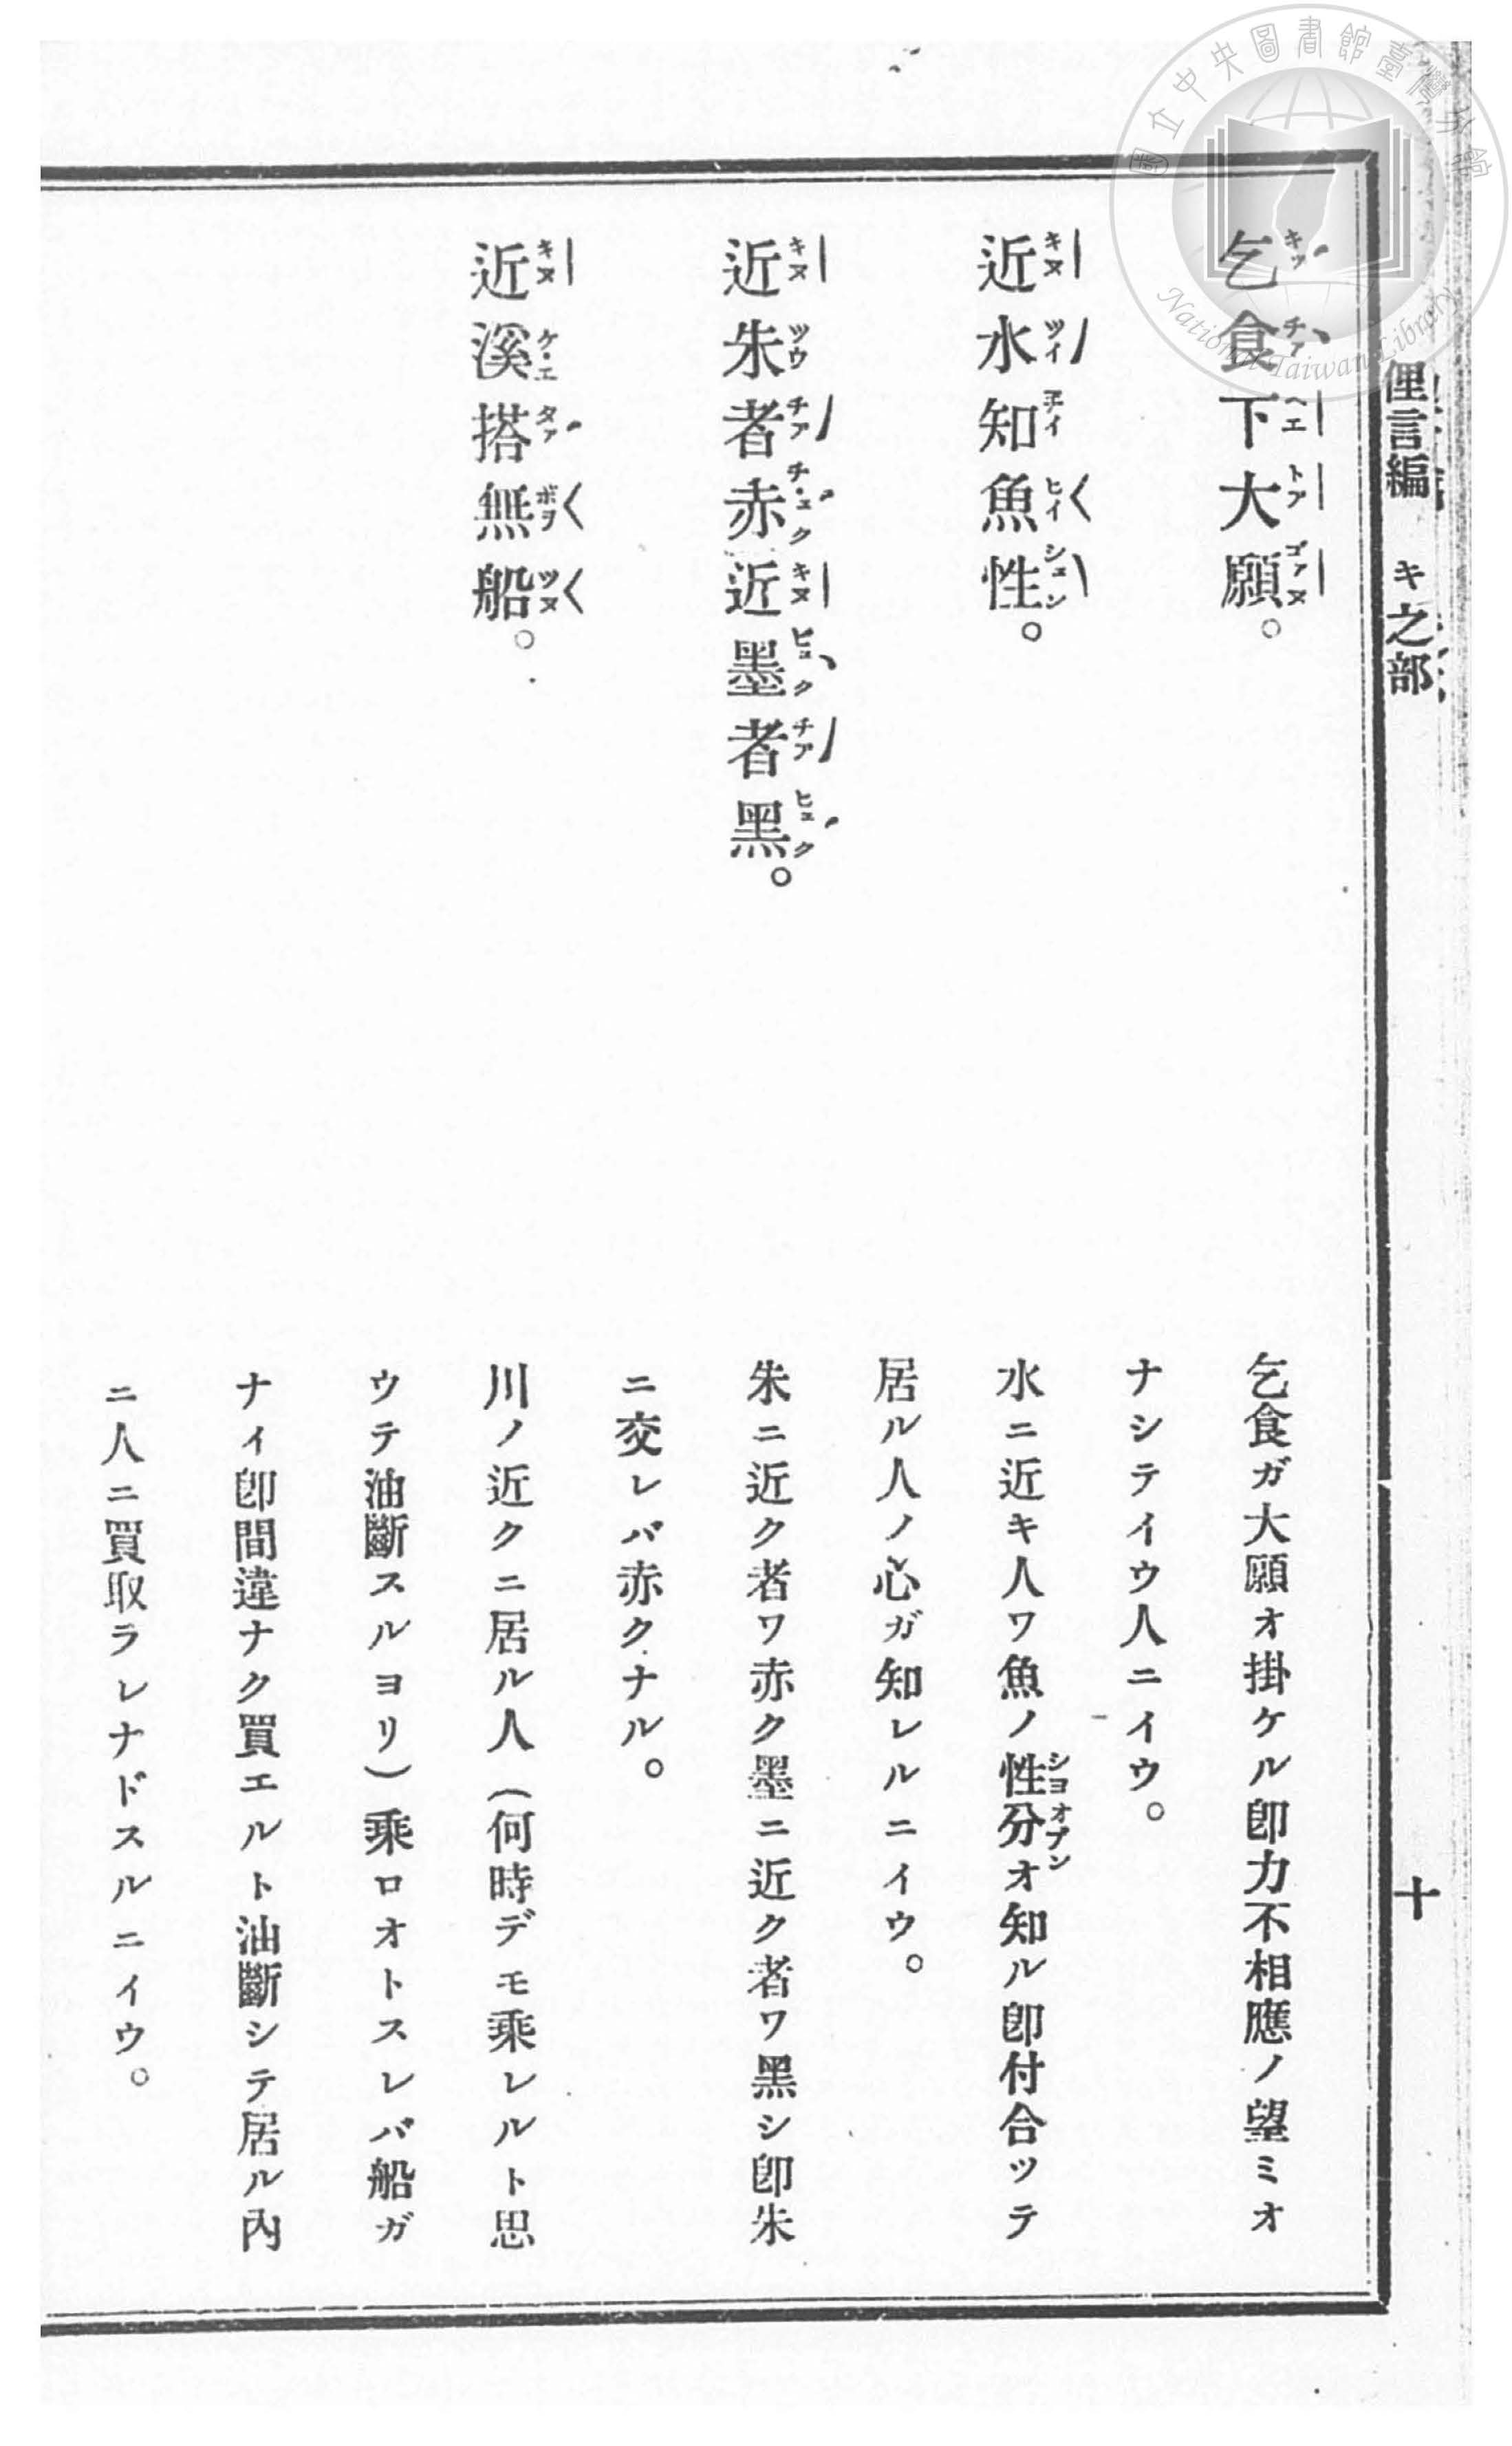 國立中央圖書館臺灣分館
National Taiwan Library
俚言編 キ之部 十
乞食下大願。
乞食ガ大願オ掛ケル卽力不相應ノ望ミオ
ナシテイウ人ニイウ。
近水知魚性。
水ニ近キ人ワ魚ノ性分オ知ル卽付合ツテ
シヨオブン
居ル人ノ心ガ知レルニイウ。
近朱者赤近墨者黑。
朱ニ近ク者ワ赤ク墨ニ近ク者ワ黑シ卽朱
ニ交レバ赤クナル。
近溪搭無船。
川ノ近クニ居ル人(何時デモ乘レルト思
ウテ油斷スルヨリ)乘ロオトスレバ船ガ
ナイ卽間違ナク買エルト油斷シテ居ル內
ニ人ニ買取ラレナドスルニイウ。